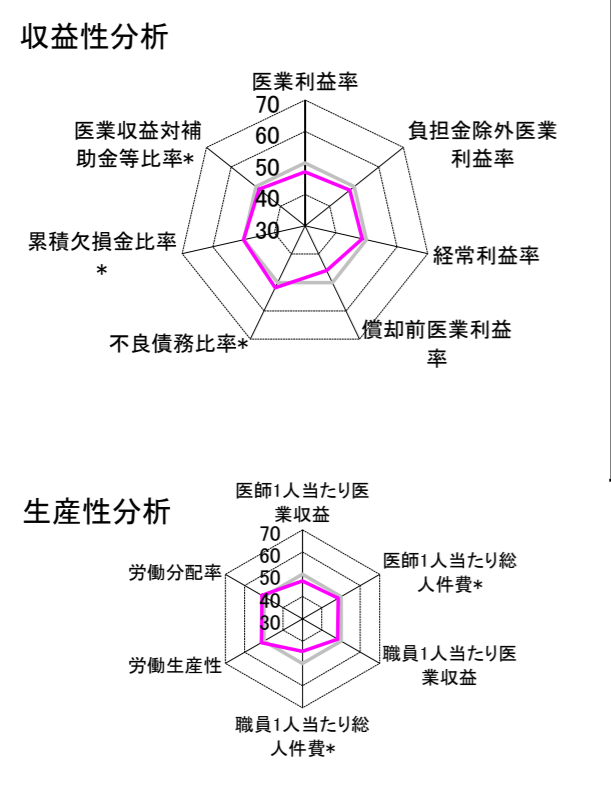 収益性分析
医業利益率
70
60
50
40
30
負担金除外医業
利益率
経常利益率
償却前医業利益
率
不良債務比率*
累積欠損金比率
*
医業収益対補
助金等比率*
生産性分析
医師1人当たり医
業収益
70
60
50
40
30
医師1人当たり総
人件費*
職員1人当たり医
業収益
職員1人当たり総
人件費*
労働生産性
労働分配率